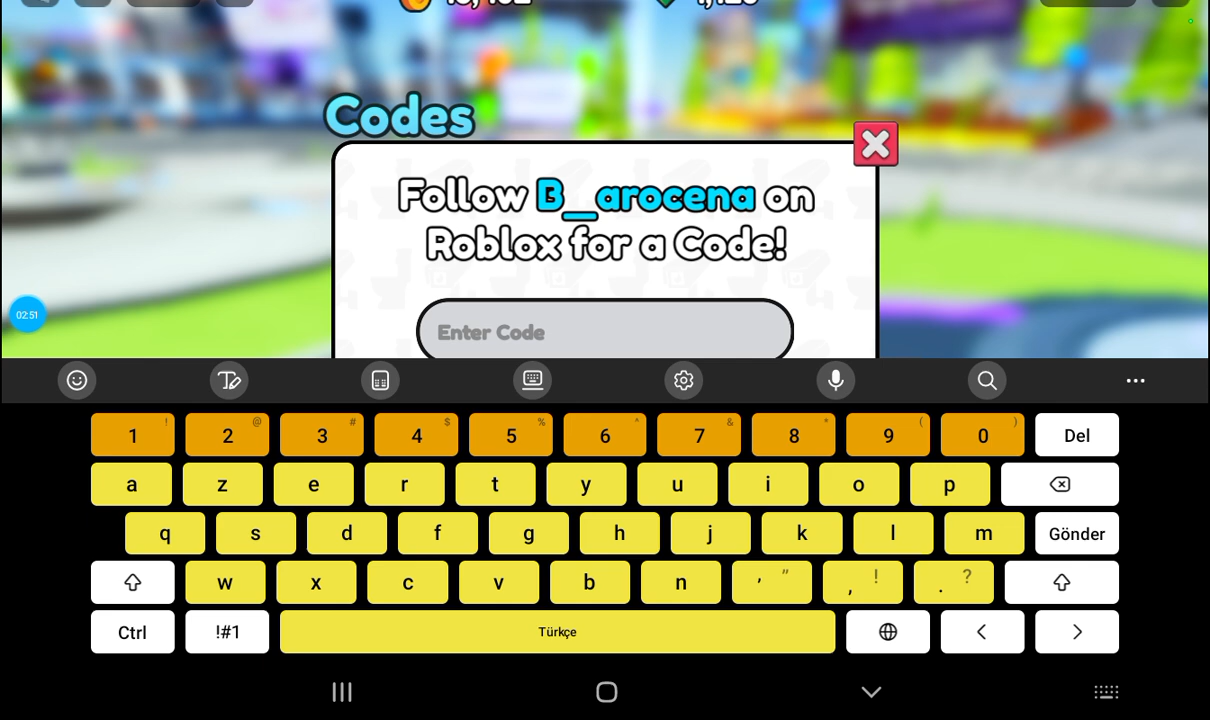 Codes
Follow B_arocena on
Roblox for a Code!
Enter Code
02:51
1 ! 2 @ 3 # 4 $ 5 % 6 ^ 7 & 8 * 9 ( 0 ) Del
a z e r t y u i o p
q s d f g h j k l m Gönder
w x c v b n ' " , ! . ?
Ctrl !#1 Türkçe